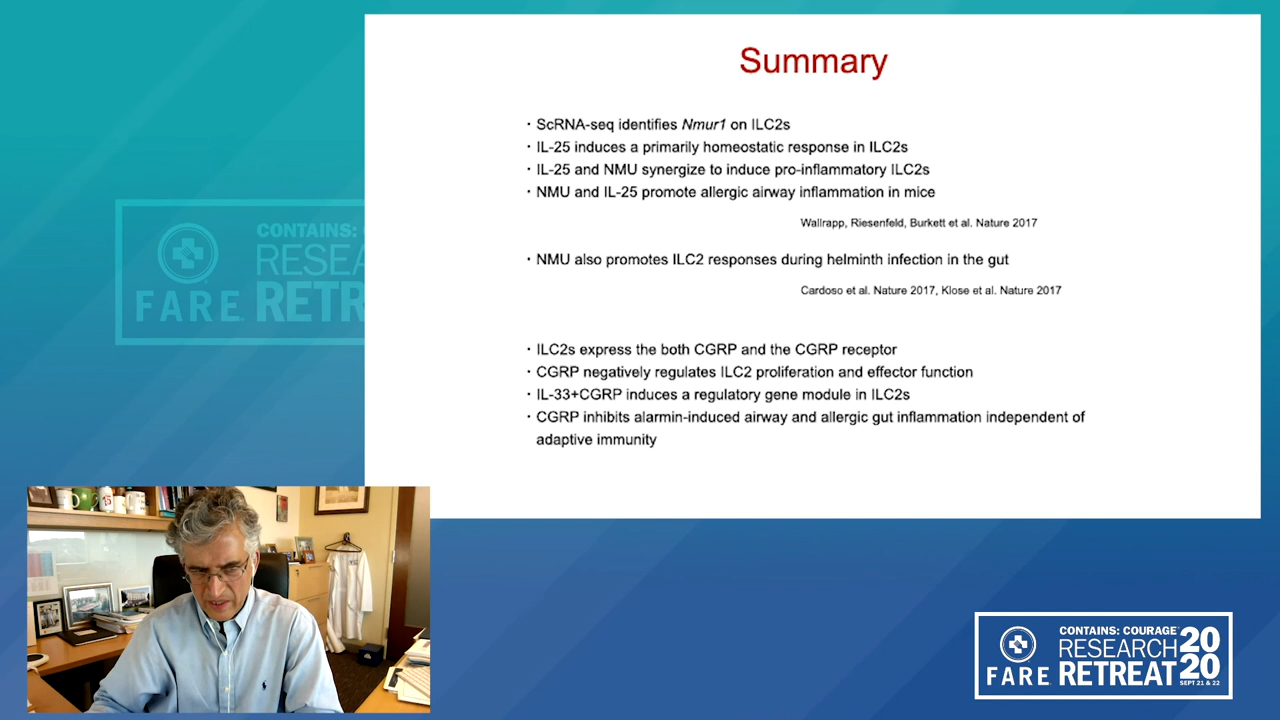 Summary
· ScRNA-seq identifies Nmur1 on ILC2s
· IL-25 induces a primarily homeostatic response in ILC2s
· IL-25 and NMU synergize to induce pro-inflammatory ILC2s
· NMU and IL-25 promote allergic airway inflammation in mice
Wallrapp, Riesenfeld, Burkett et al. Nature 2017
· NMU also promotes ILC2 responses during helminth infection in the gut
Cardoso et al. Nature 2017, Klose et al. Nature 2017
· ILC2s express the both CGRP and the CGRP receptor
· CGRP negatively regulates ILC2 proliferation and effector function
· IL-33+CGRP induces a regulatory gene module in ILC2s
· CGRP inhibits alarmin-induced airway and allergic gut inflammation independent of
adaptive immunity
CONTAINS: C
RESEA
FARE RETR
CONTAINS: COURAGE
RESEARCH
FARE RETREAT
2020
SEPT 21 & 22